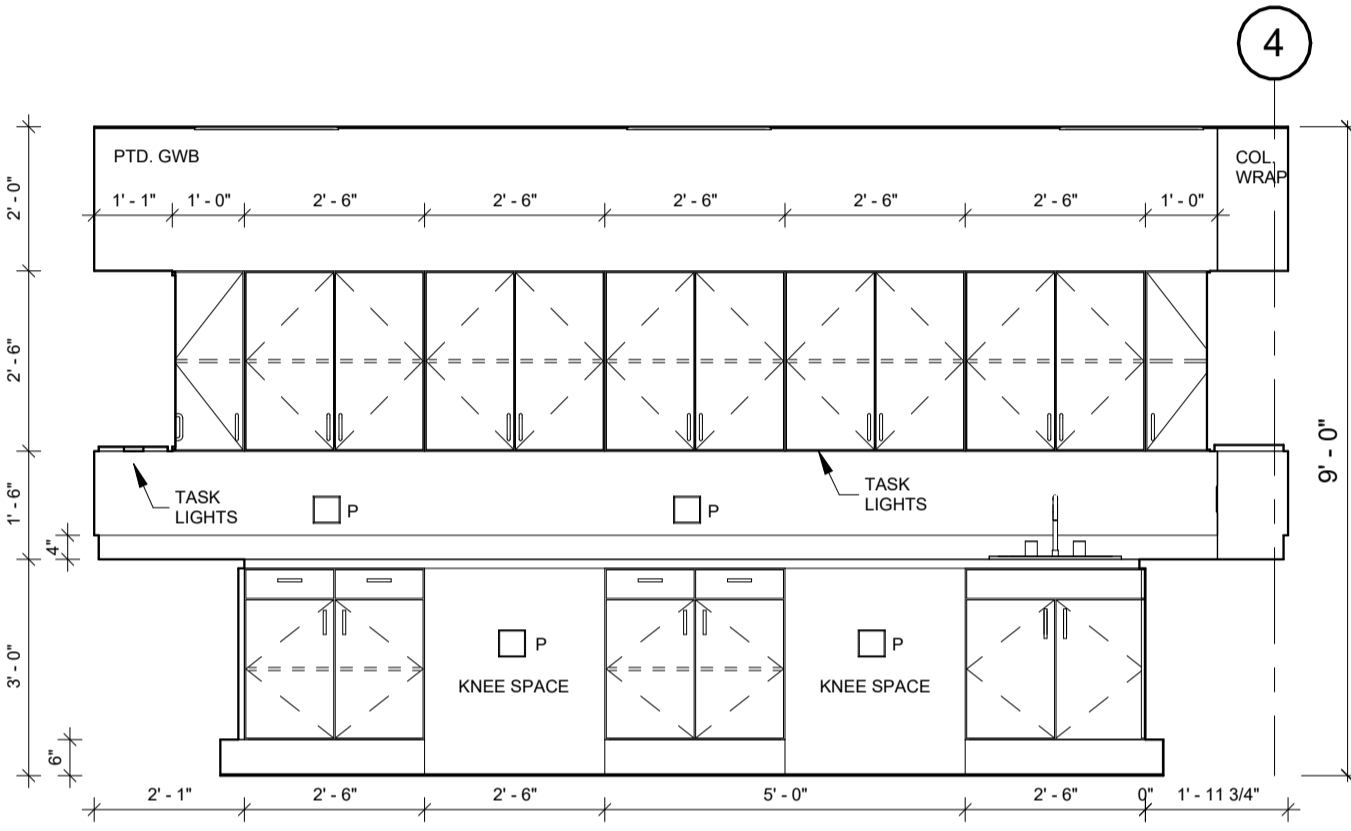 4
PTD. GWB
COL.
WRAP
2' - 0"
1' - 1"
1' - 0"
2' - 6"
2' - 6"
2' - 6"
2' - 6"
2' - 6"
1' - 0"
2' - 6"
9' - 0"
1' - 6"
TASK
LIGHTS
P
P
TASK
LIGHTS
4"
3' - 0"
P
KNEE SPACE
P
KNEE SPACE
6"
2' - 1"
2' - 6"
2' - 6"
5' - 0"
2' - 6"
0"
1' - 11 3/4"